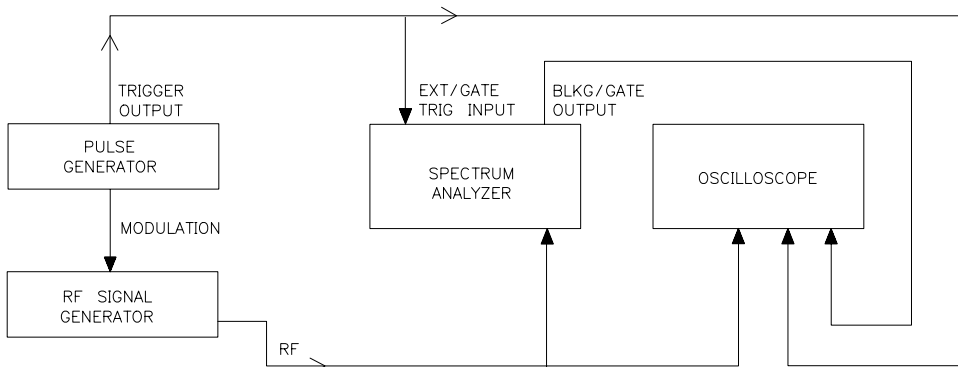 TRIGGER
OUTPUT
EXT/GATE
TRIG INPUT
BLKG/GATE
OUTPUT
PULSE
GENERATOR
SPECTRUM
ANALYZER
OSCILLOSCOPE
MODULATION
RF SIGNAL
GENERATOR
RF